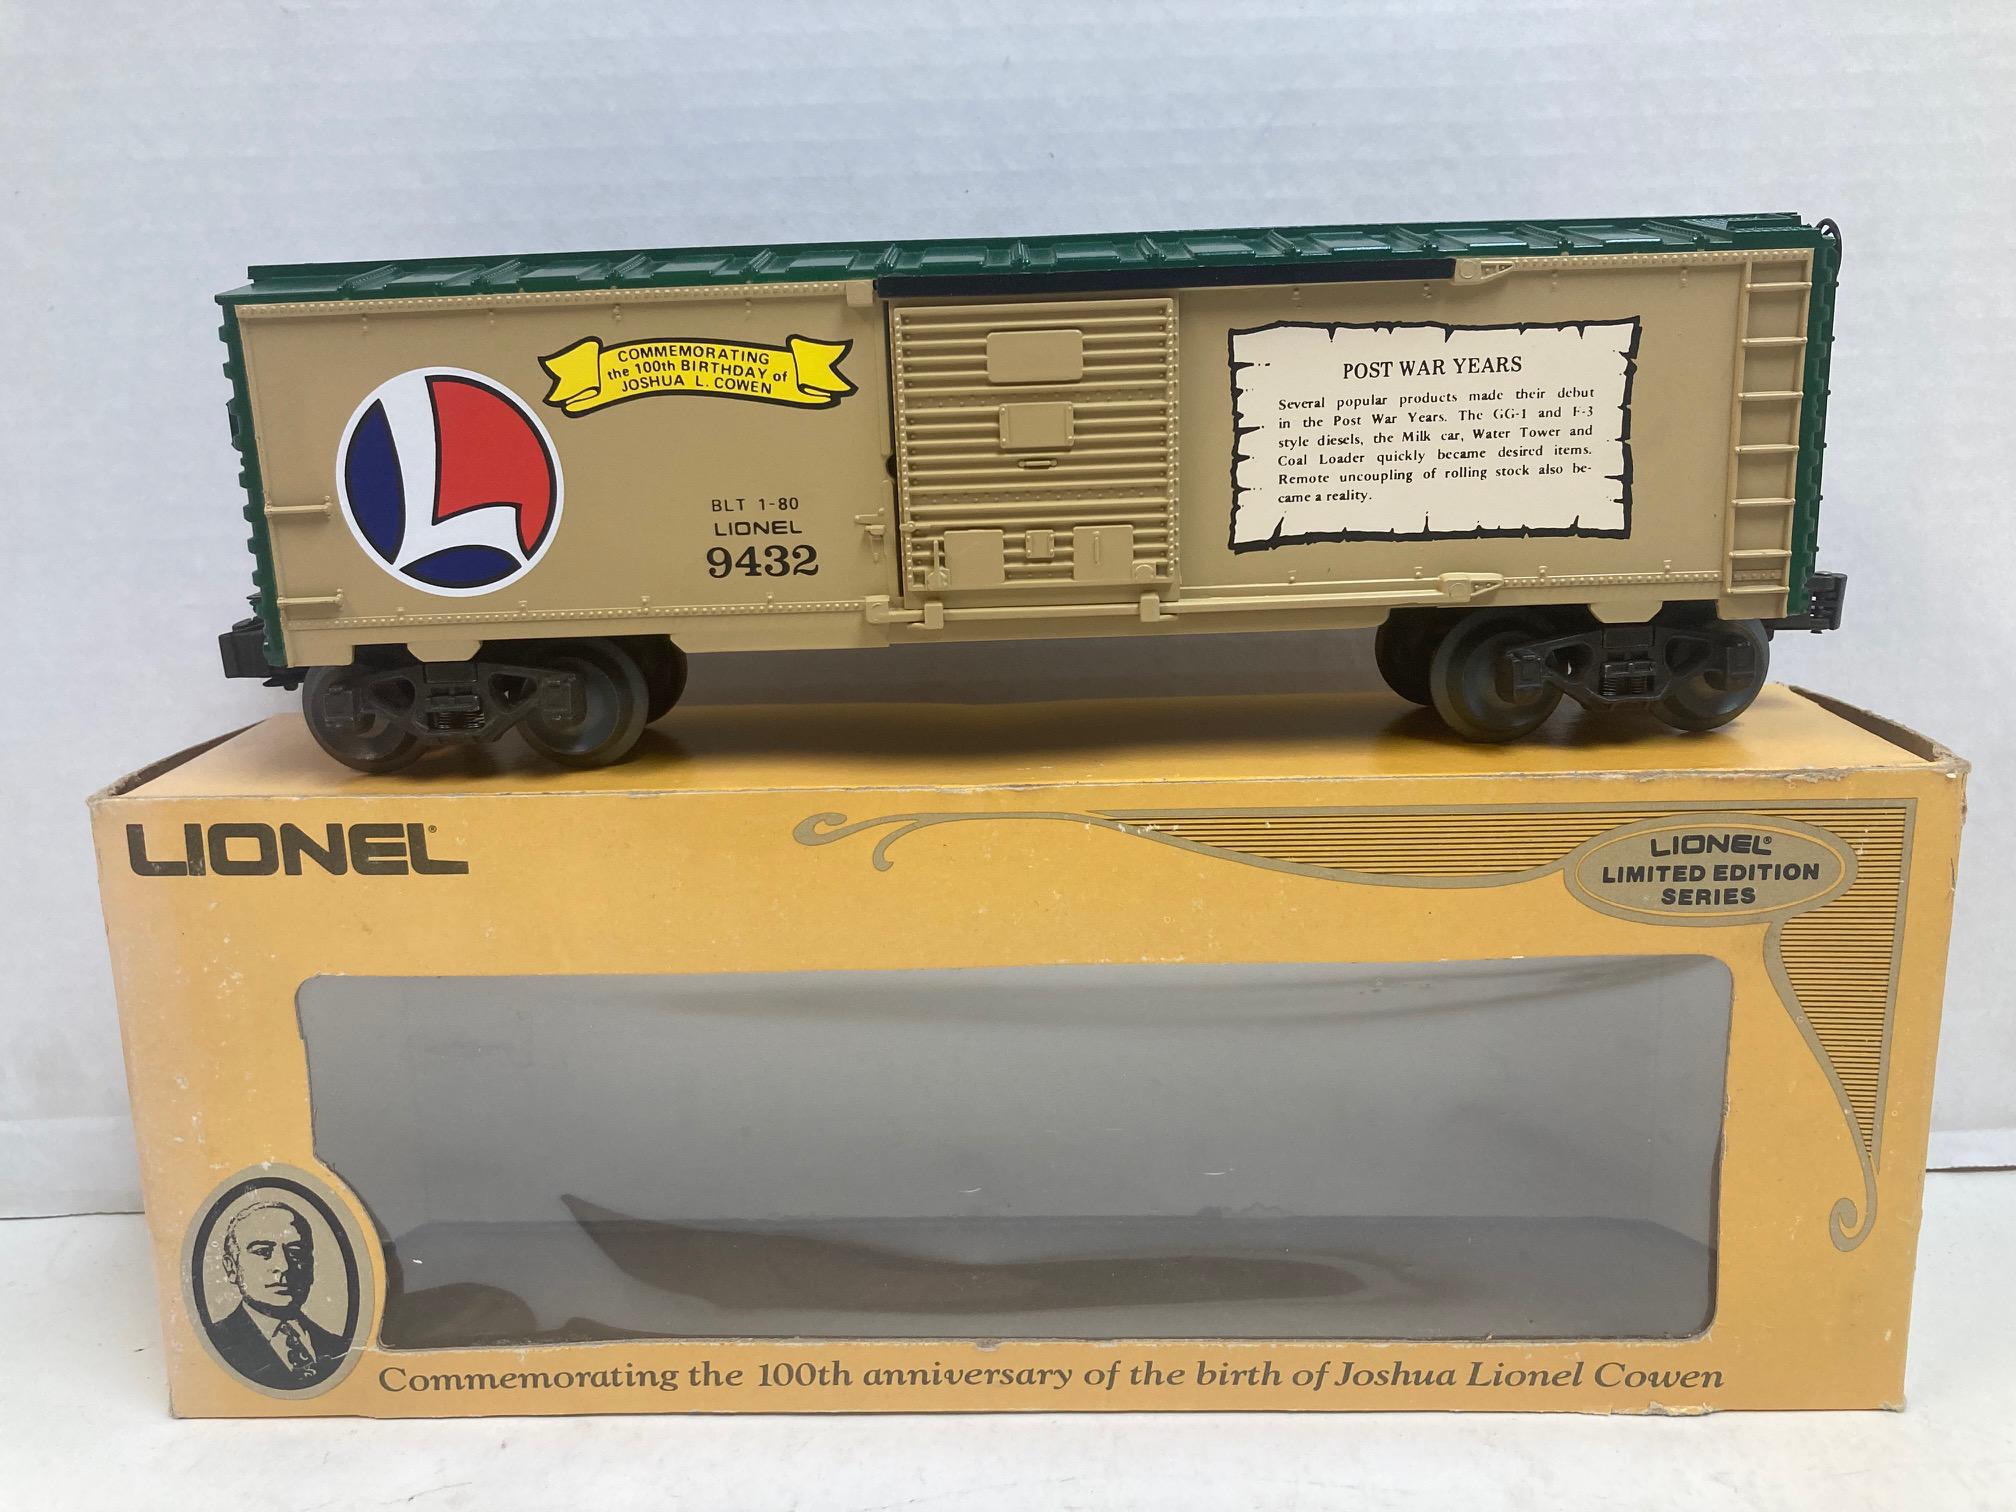 COMMEMORATING
the 100th BIRTHDAY of
JOSHUA L. COWEN
BLT 1-80
LIONEL
9432
POST WAR YEARS
Several popular products made their debut
in the Post War Years. The GG-1 and F-3
style diesels, the Milk car, Water Tower and
Coal Loader quickly became desired items.
Remote uncoupling of rolling stock also be-
came a reality.
LIONEL®
LIONEL®
LIMITED EDITION
SERIES
Commemorating the 100th anniversary of the birth of Joshua Lionel Cowen